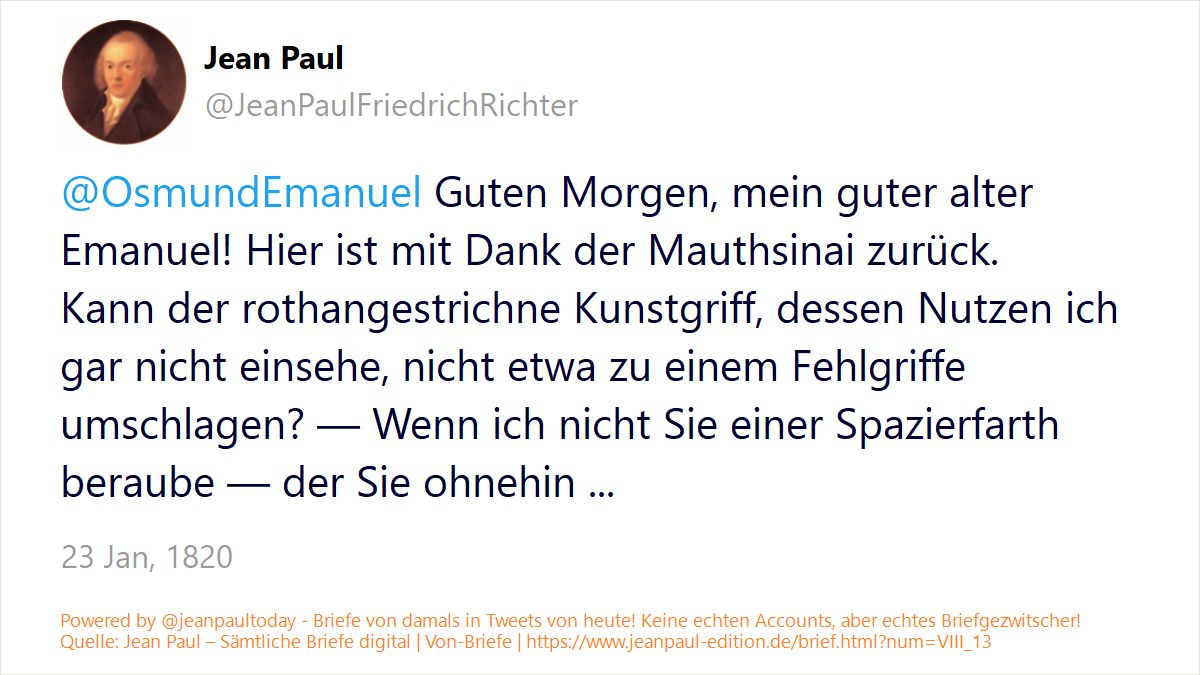 Jean Paul
@JeanPaulFriedrichRichter
@OsmundEmanuel Guten Morgen, mein guter alter
Emanuel! Hier ist mit Dank der Mauthsinai zurück.
Kann der rothangestrichne Kunstgriff, dessen Nutzen ich
gar nicht einsehe, nicht etwa zu einem Fehlgriffe
umschlagen? — Wenn ich nicht Sie einer Spazierfarth
beraube — der Sie ohnehin ...
23 Jan, 1820
Powered by @jeanpaultoday - Briefe von damals in Tweets von heute! Keine echten Accounts, aber echtes Briefgezwitscher!
Quelle: Jean Paul – Sämtliche Briefe digital | Von-Briefe | https://www.jeanpaul-edition.de/brief.html?num=VIII_13